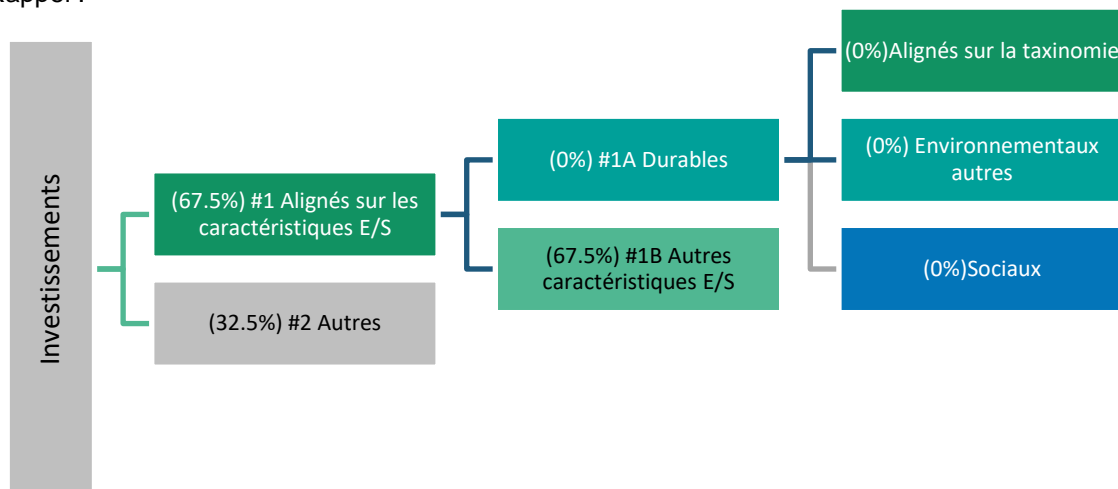 Investissements
(67.5%) #1 Alignés sur les
caractéristiques E/S
(32.5%) #2 Autres
(0%) #1A Durables
(67.5%) #1B Autres
caractéristiques E/S
(0%)Alignés sur la taxinomie
(0%) Environnementaux
autres
(0%)Sociaux